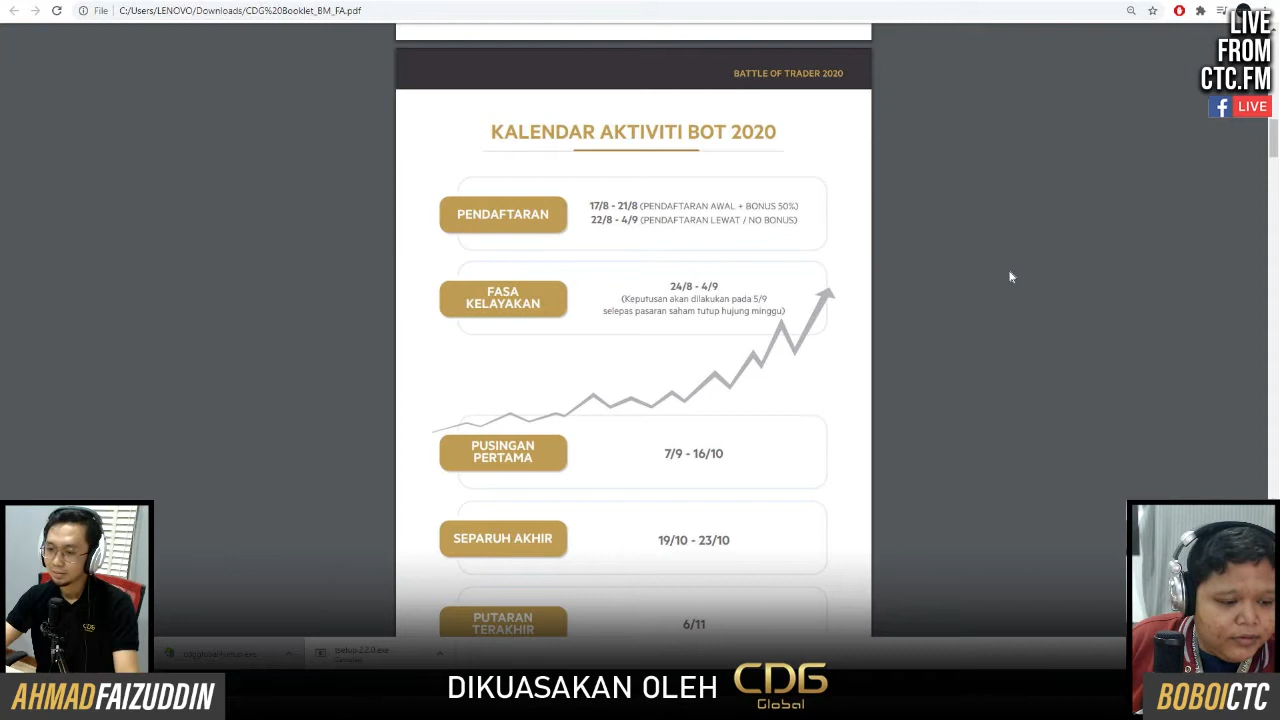 File
C:/Users/LENOVO/Downloads/CDG%20Booklet_BM_FA.pdf
LIVE
FROM
CTC.FM
f LIVE
BATTLE OF TRADER 2020
KALENDAR AKTIVITI BOT 2020
PENDAFTARAN
17/8 - 21/8 (PENDAFTARAN AWAL + BONUS 50%)
22/8 - 4/9 (PENDAFTARAN LEWAT / NO BONUS)
FASA
KELAYAKAN
24/8 - 4/9
(Keputusan akan dilakukan pada 5/9
selepas pasaran saham tutup hujung minggu)
PUSINGAN
PERTAMA
7/9 - 16/10
SEPARUH AKHIR
19/10 - 23/10
PUTARAN
TERAKHIR
6/11
CDG
AHMADFAIZUDDIN
DIKUASAKAN OLEH CDG
Global
BOBOICTC